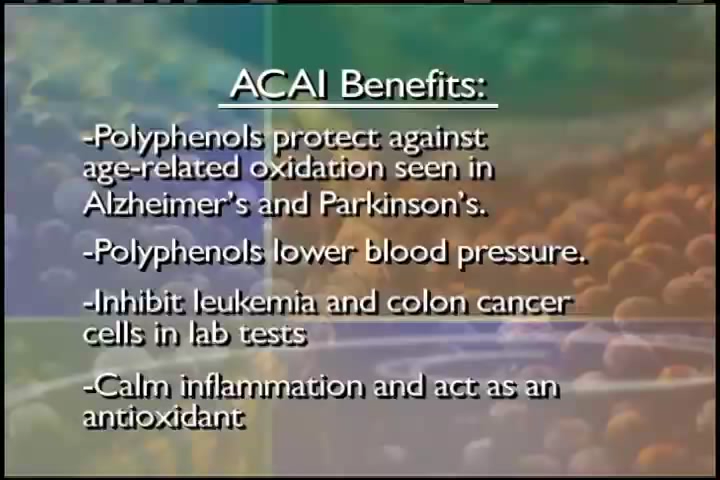 ACAI Benefits:
-Polyphenols protect against
age-related oxidation seen in
Alzheimer's and Parkinson's.
-Polyphenols lower blood pressure.
-Inhibit leukemia and colon cancer
cells in lab tests
-Calm inflammation and act as an
antioxidant